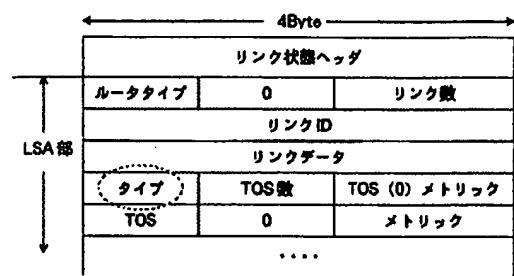 4Byte
リンク状態ヘッダ
ルータタイプ 0 リンク数
リンクID
LSA部
リンクデータ
タイプ TOS数 TOS（0）メトリック
TOS 0 メトリック
‥‥